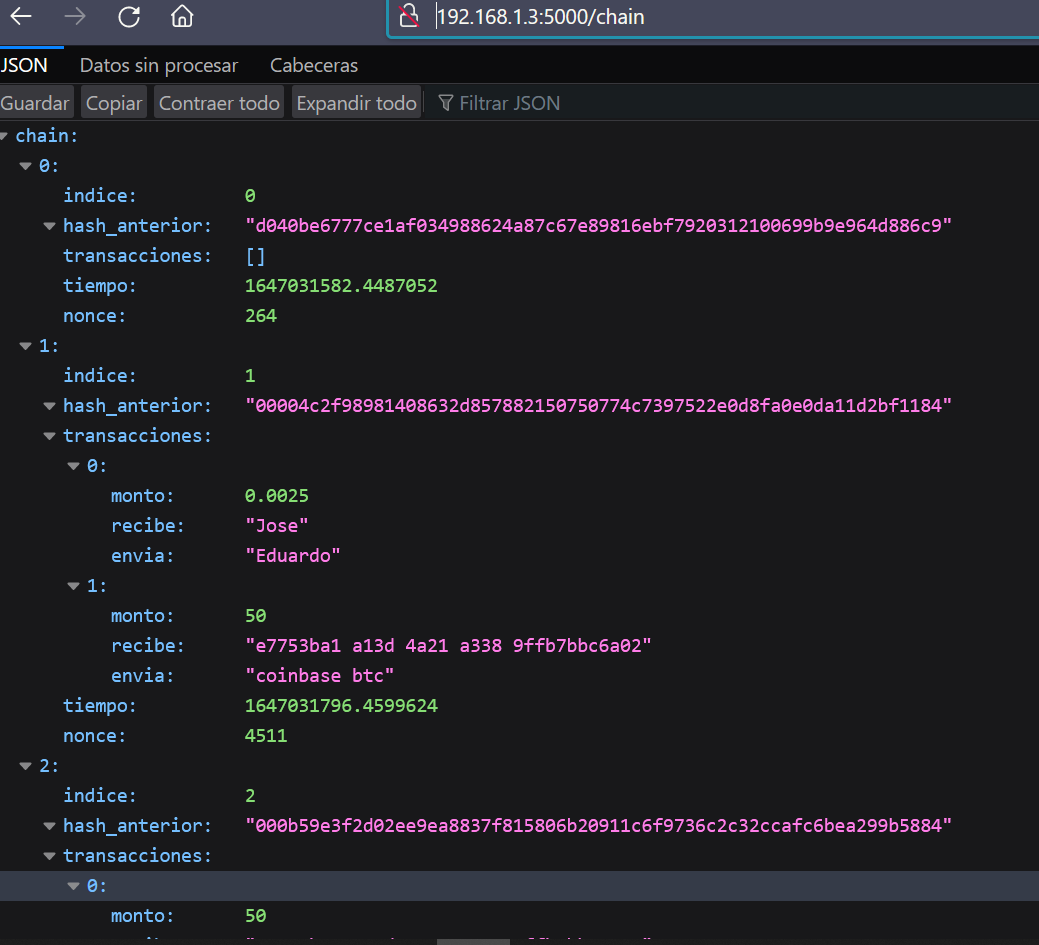 192.168.1.3:5000/chain
JSON Datos sin procesar Cabeceras
Guardar Copiar Contraer todo Expandir todo Filtrar JSON
chain:
0:
indice: 0
hash_anterior: "d040be6777ce1af034988624a87c67e89816ebf7920312100699b9e964d886c9"
transacciones: []
tiempo: 1647031582.4487052
nonce: 264
1:
indice: 1
hash_anterior: "00004c2f98981408632d857882150750774c7397522e0d8fa0e0da11d2bf1184"
transacciones:
0:
monto: 0.0025
recibe: "Jose"
envia: "Eduardo"
1:
monto: 50
recibe: "e7753ba1 a13d 4a21 a338 9ffb7bbc6a02"
envia: "coinbase btc"
tiempo: 1647031796.4599624
nonce: 4511
2:
indice: 2
hash_anterior: "000b59e3f2d02ee9ea8837f815806b20911c6f9736c2c32ccafc6bea299b5884"
transacciones:
0:
monto: 50